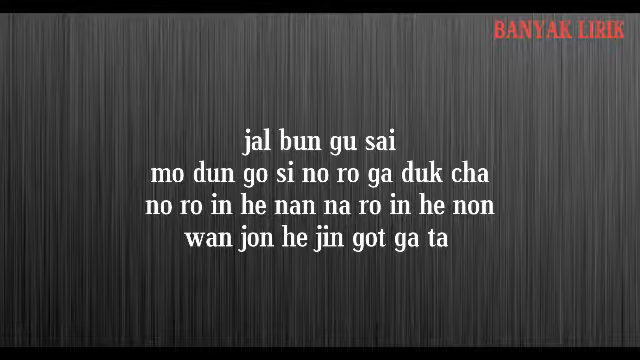 BANYAK LIRIK
jal bun gu sai
mo dun go si no ro ga duk cha
no ro in he nan na ro in he non
wan jon he jin got ga ta